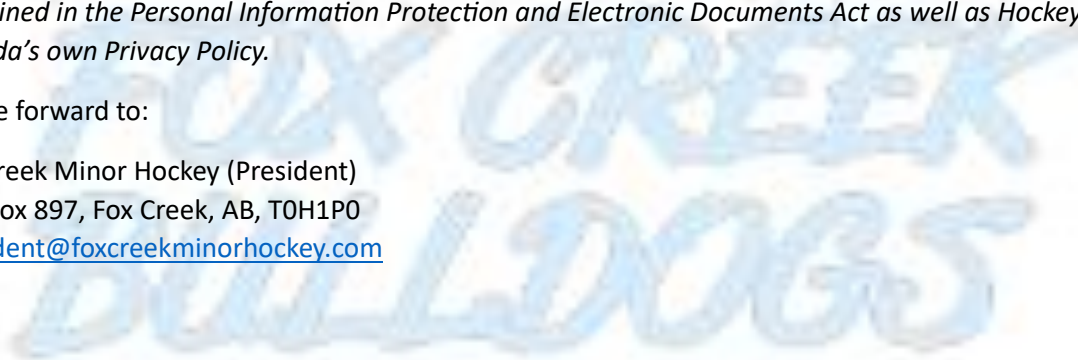 ined in the Personal Information Protection and Electronic Documents Act as well as Hockey
da’s own Privacy Policy.
e forward to:
reek Minor Hockey (President)
ox 897, Fox Creek, AB, T0H1P0
dent@foxcreekminorhockey.com
FOX CREEK
BULLDOGS